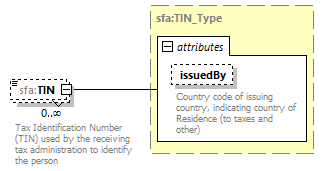 sfa:TIN_Type
attributes
issuedBy
Country code of issuing
country, indicating country of
Residence (to taxes and
other)
sfa:TIN
0..∞
Tax Identification Number
(TIN) used by the receiving
tax administration to identify
the person